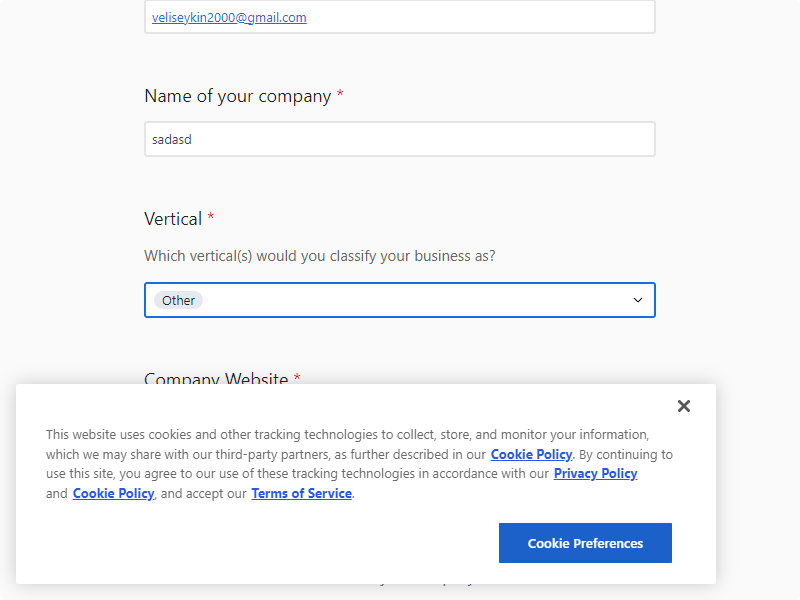 veliseykin2000@gmail.com
Name of your company *
sadasd
Vertical *
Which vertical(s) would you classify your business as?
Other
Company Website *
This website uses cookies and other tracking technologies to collect, store, and monitor your information,
which we may share with our third-party partners, as further described in our Cookie Policy. By continuing to
use this site, you agree to our use of these tracking technologies in accordance with our Privacy Policy
and Cookie Policy, and accept our Terms of Service.
Cookie Preferences